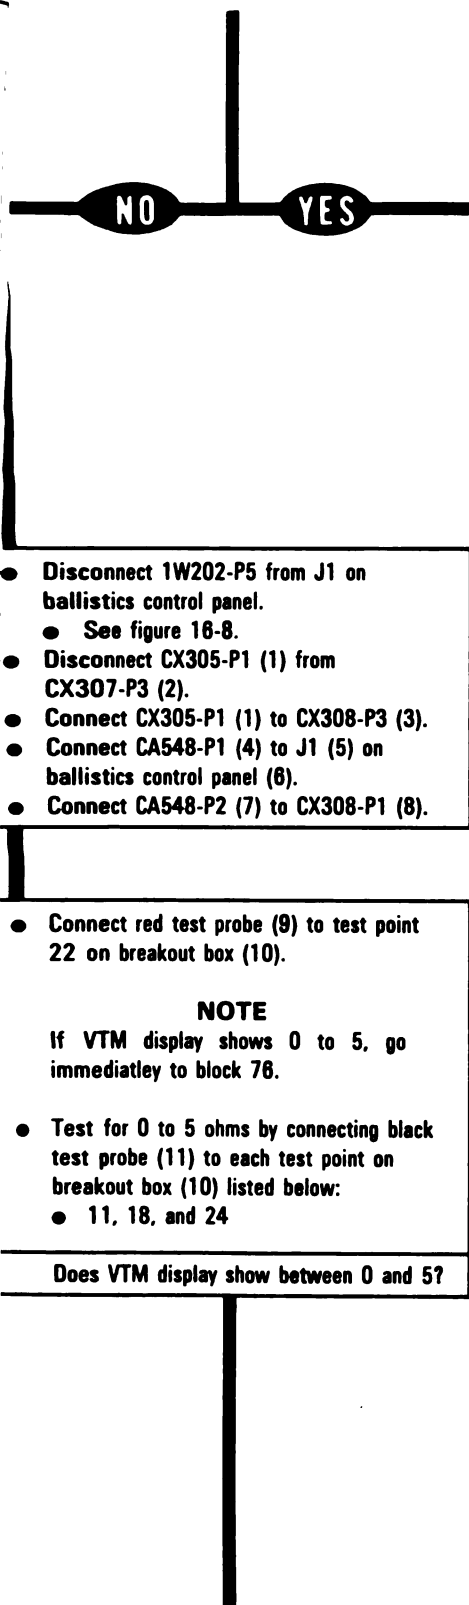 NO YES
● Disconnect 1W202-P5 from J1 on
ballistics control panel.
● See figure 16-8.
● Disconnect CX305-P1 (1) from
CX307-P3 (2).
● Connect CX305-P1 (1) to CX308-P3 (3).
● Connect CA548-P1 (4) to J1 (5) on
ballistics control panel (6).
● Connect CA548-P2 (7) to CX308-P1 (8).
● Connect red test probe (9) to test point
22 on breakout box (10).
NOTE
If VTM display shows 0 to 5, go
immediatley to block 76.
● Test for 0 to 5 ohms by connecting black
test probe (11) to each test point on
breakout box (10) listed below:
● 11, 18, and 24
Does VTM display show between 0 and 5?